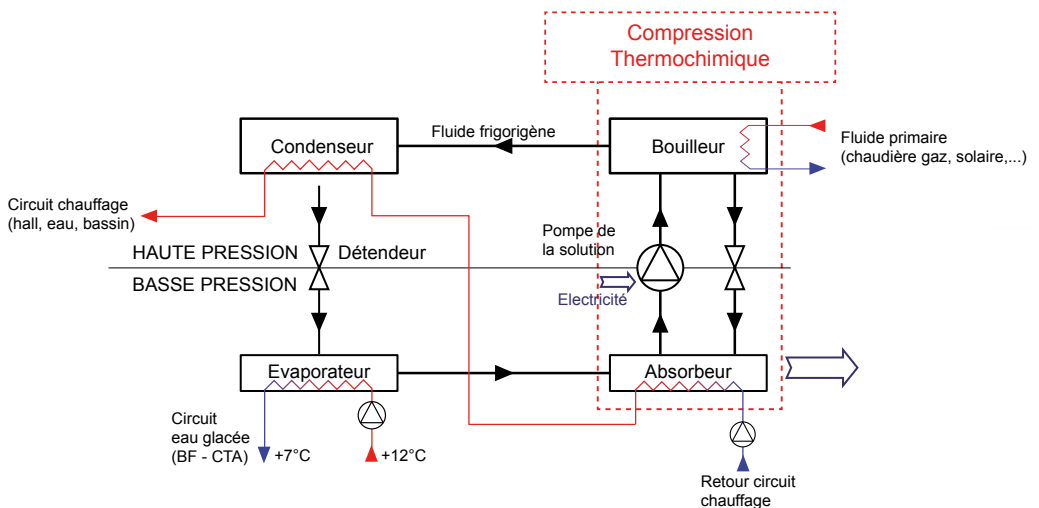 Compression
Thermochimique
Condenseur
Fluide frigorigène
Bouilleur
Fluide primaire
(chaudière gaz, solaire,...)
Circuit chauffage
(hall, eau, bassin)
Pompe de
la solution
HAUTE PRESSION
Détendeur
BASSE PRESSION
Electricité
Evaporateur
Absorbeur
Circuit
eau glacée
(BF - CTA)
+7°C
+12°C
Retour circuit
chauffage